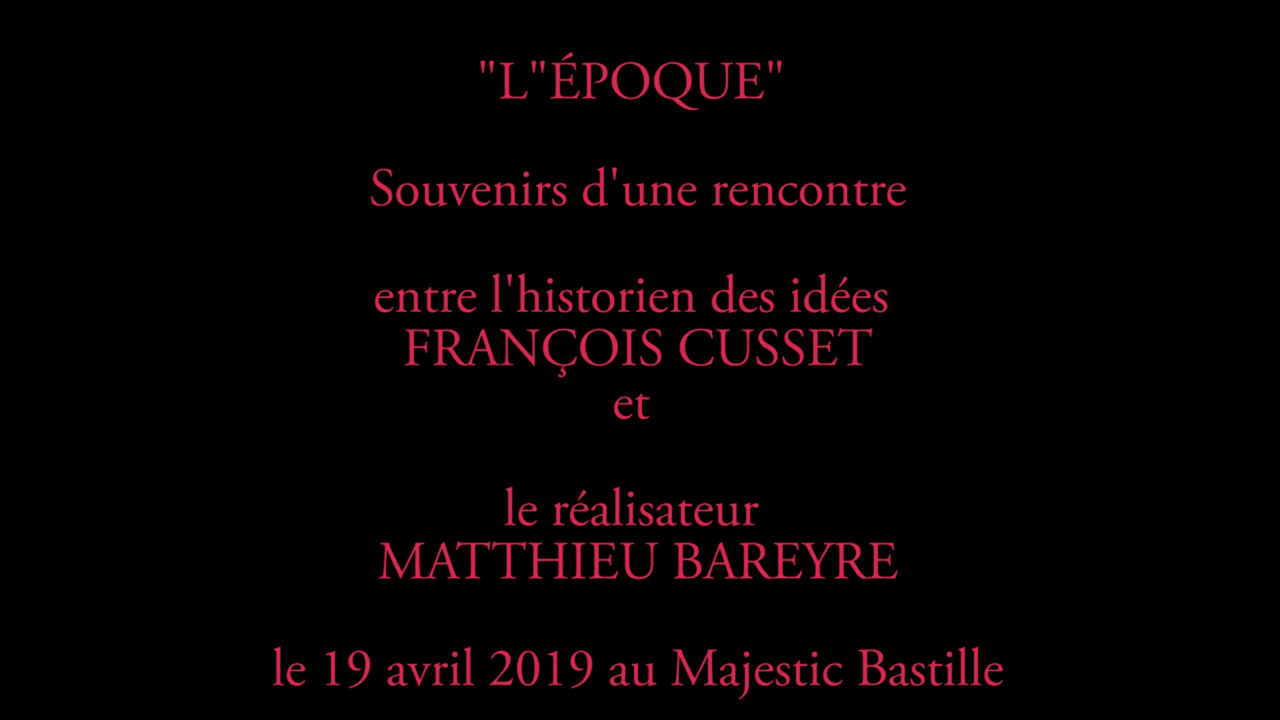 "L"ÉPOQUE"
Souvenirs d'une rencontre
entre l'historien des idées
FRANÇOIS CUSSET
et
le réalisateur
MATTHIEU BAREYRE
le 19 avril 2019 au Majestic Bastille